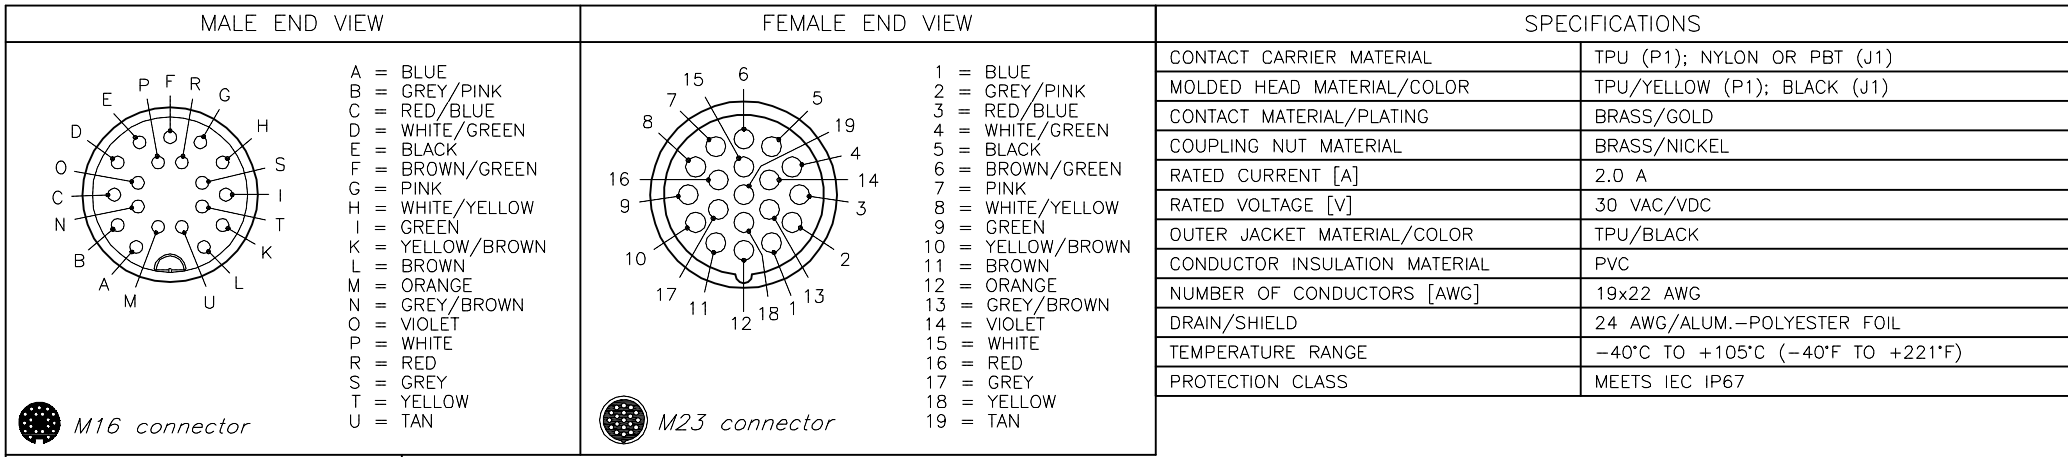 MALE END VIEW
FEMALE END VIEW
SPECIFICATIONS
P F R
E G
D H
O S
C I
N T
B K
A L
M U
A = BLUE
B = GREY/PINK
C = RED/BLUE
D = WHITE/GREEN
E = BLACK
F = BROWN/GREEN
G = PINK
H = WHITE/YELLOW
I = GREEN
K = YELLOW/BROWN
L = BROWN
M = ORANGE
N = GREY/BROWN
O = VIOLET
P = WHITE
R = RED
S = GREY
T = YELLOW
U = TAN
M16 connector
15 6
7 5
8 19
4
16 14
9 3
10 2
17 13
11 18 1
12
1 = BLUE
2 = GREY/PINK
3 = RED/BLUE
4 = WHITE/GREEN
5 = BLACK
6 = BROWN/GREEN
7 = PINK
8 = WHITE/YELLOW
9 = GREEN
10 = YELLOW/BROWN
11 = BROWN
12 = ORANGE
13 = GREY/BROWN
14 = VIOLET
15 = WHITE
16 = RED
17 = GREY
18 = YELLOW
19 = TAN
M23 connector
CONTACT CARRIER MATERIAL TPU (P1); NYLON OR PBT (J1)
MOLDED HEAD MATERIAL/COLOR TPU/YELLOW (P1); BLACK (J1)
CONTACT MATERIAL/PLATING BRASS/GOLD
COUPLING NUT MATERIAL BRASS/NICKEL
RATED CURRENT [A] 2.0 A
RATED VOLTAGE [V] 30 VAC/VDC
OUTER JACKET MATERIAL/COLOR TPU/BLACK
CONDUCTOR INSULATION MATERIAL PVC
NUMBER OF CONDUCTORS [AWG] 19x22 AWG
DRAIN/SHIELD 24 AWG/ALUM.-POLYESTER FOIL
TEMPERATURE RANGE -40°C TO +105°C (-40°F TO +221°F)
PROTECTION CLASS MEETS IEC IP67